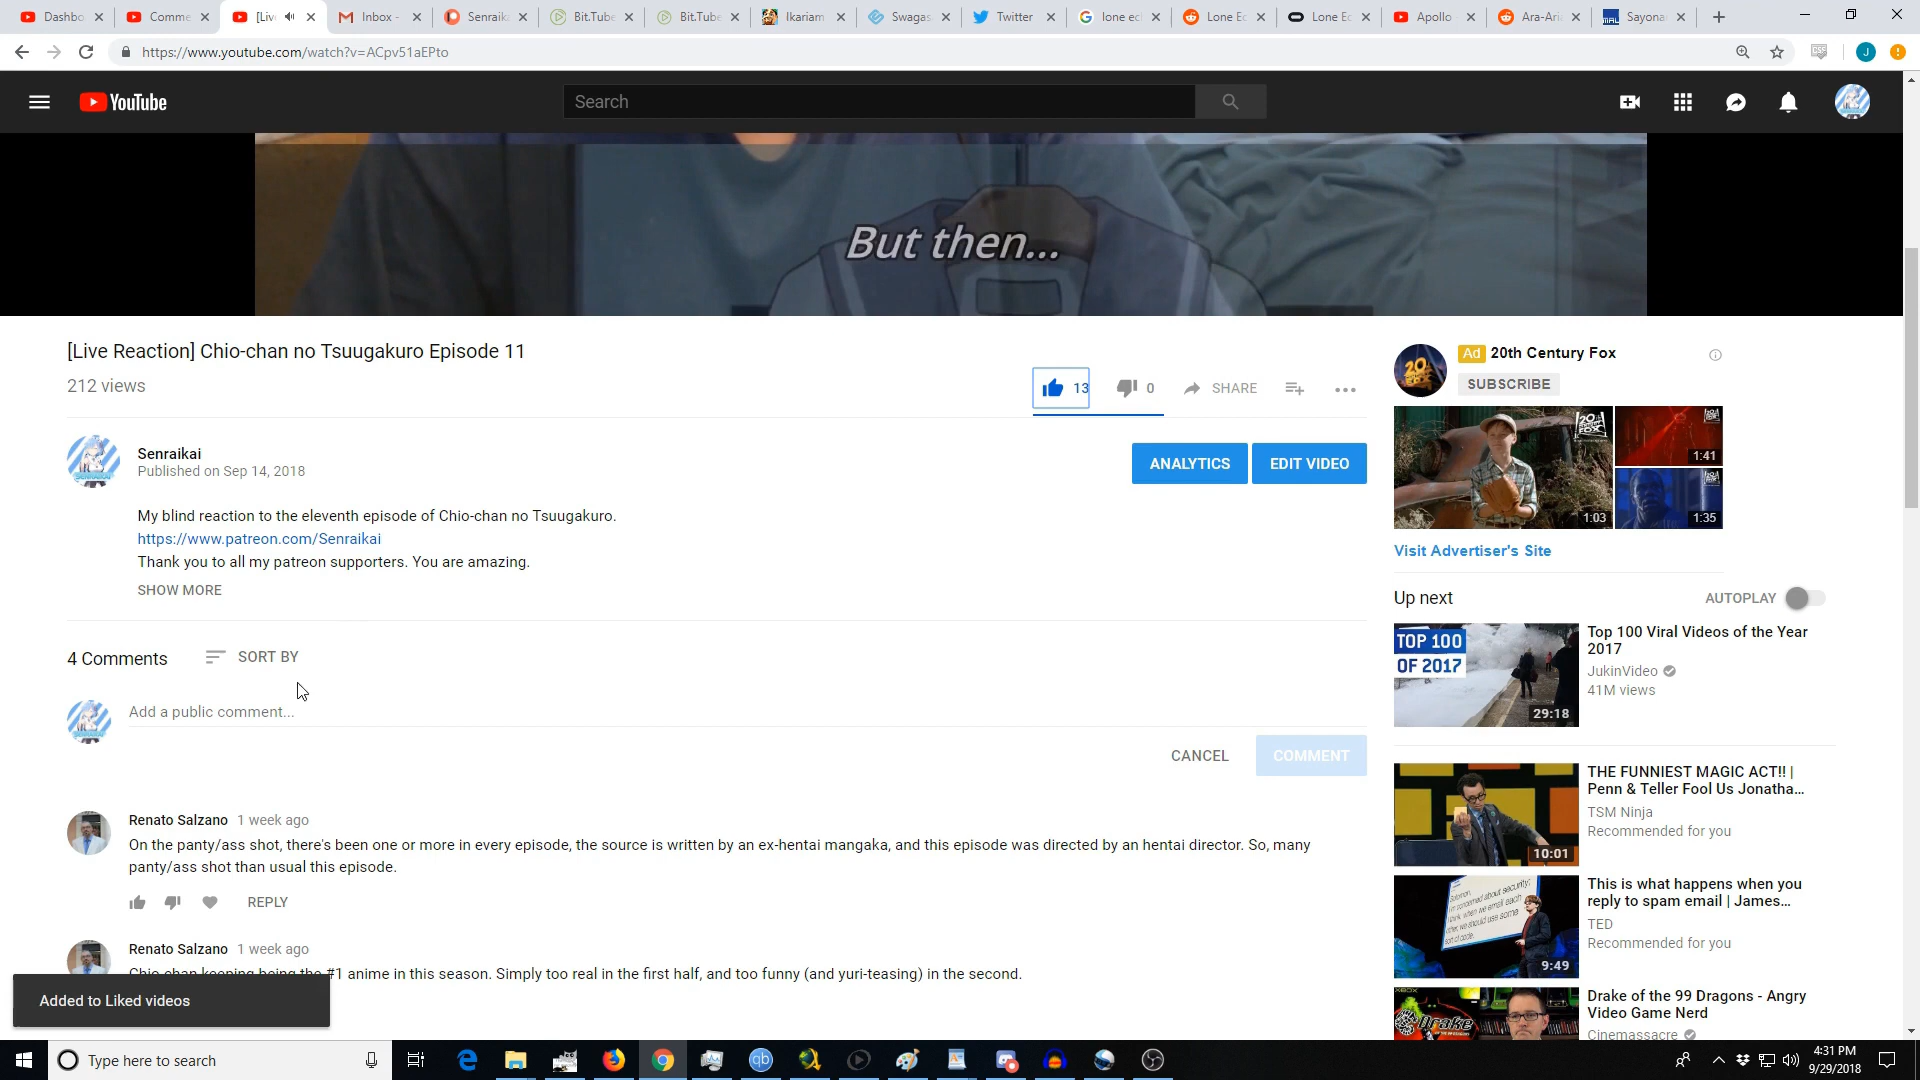 Dashbo
Comme
[Liv
Inbox -
Senraik
Bit.Tube
Bit.Tube
Ikariam
Swagas
Twitter
lone ec
Lone Ec
Lone Ec
Apollo
Ara-Ari
Sayona
https://www.youtube.com/watch?v=ACpv51aEPto
YouTube
Search
But then...
[Live Reaction] Chio-chan no Tsuugakuro Episode 11
212 views
13
0
SHARE
Senraikai
Published on Sep 14, 2018
ANALYTICS
EDIT VIDEO
My blind reaction to the eleventh episode of Chio-chan no Tsuugakuro.
https://www.patreon.com/Senraikai
Thank you to all my patreon supporters. You are amazing.
SHOW MORE
4 Comments
SORT BY
Add a public comment...
CANCEL
COMMENT
Renato Salzano 1 week ago
On the panty/ass shot, there's been one or more in every episode, the source is written by an ex-hentai mangaka, and this episode was directed by an hentai director. So, many
panty/ass shot than usual this episode.
REPLY
Renato Salzano 1 week ago
Chio-chan keeping being the #1 anime in this season. Simply too real in the first half, and too funny (and yuri-teasing) in the second.
Added to Liked videos
Ad 20th Century Fox
SUBSCRIBE
1:41
1:03
1:35
Visit Advertiser's Site
Up next
AUTOPLAY
TOP 100
OF 2017
29:18
Top 100 Viral Videos of the Year
2017
JukinVideo
41M views
10:01
THE FUNNIEST MAGIC ACT!! |
Penn & Teller Fool Us Jonatha...
TSM Ninja
Recommended for you
9:49
This is what happens when you
reply to spam email | James...
TED
Recommended for you
Drake of the 99 Dragons - Angry
Video Game Nerd
Cinemassacre
Type here to search
4:31 PM
9/29/2018